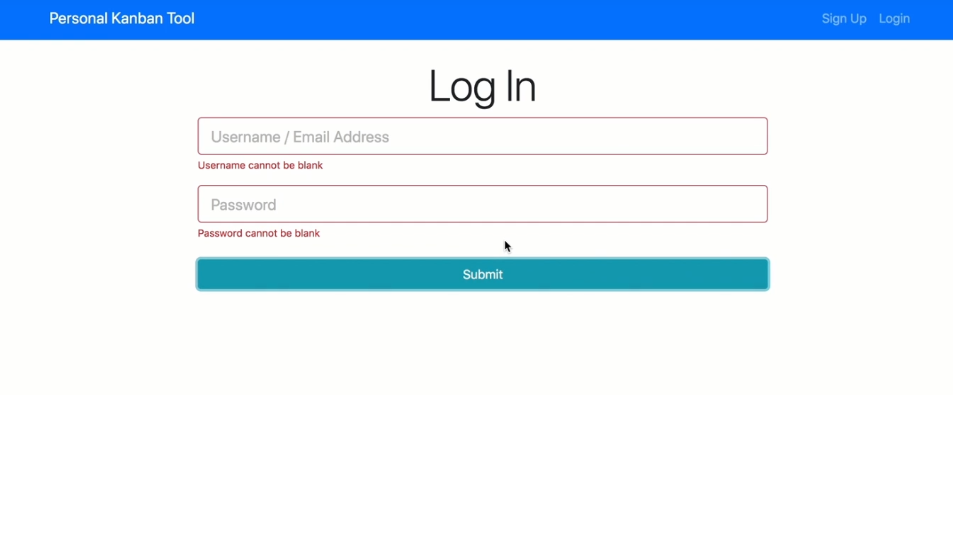 Personal Kanban Tool Sign Up Login
Log In
Username / Email Address
Username cannot be blank
Password
Password cannot be blank
Submit